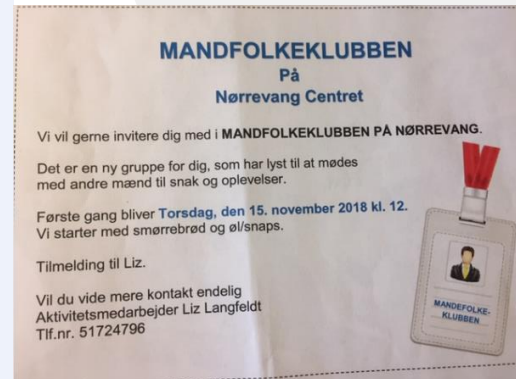 MANDFOLKEKLUBBEN
På
Nørrevang Centret
Vi vil gerne invitere dig med i MANDFOLKEKLUBBEN PÅ NØRREVANG.
Det er en ny gruppe for dig, som har lyst til at mødes
med andre mænd til snak og oplevelser.
Første gang bliver Torsdag, den 15. november 2018 kl. 12.
Vi starter med smørrebrød og øl/snaps.
Tilmelding til Liz.
Vil du vide mere kontakt endelig
Aktivitetsmedarbejder Liz Langfeldt
Tlf.nr. 51724796
MANDEFOLKE-
KLUBBEN